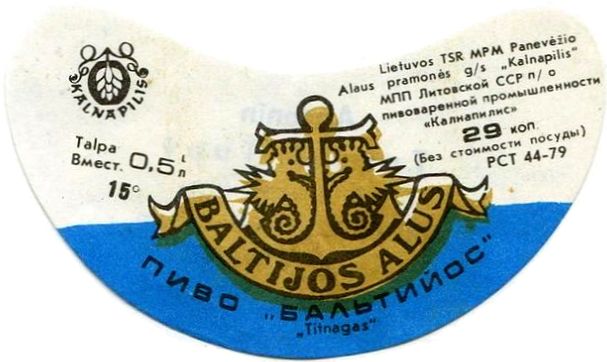 KALNAPILIS
Talpa
Вмест. 0,5 L л
15°
Lietuvos TSR MPM Panevėžio
Alaus pramonės g/s „Kalnapilis"
МПП Литовской ССР п/о
пивоваренной промышленности
«Калнапилис»
29 коп.
(Без стоимости посуды)
РСТ 44-79
BALTIJOS ALUS
ПИВО „БАЛЬТИЙОС"
„Titnagas"